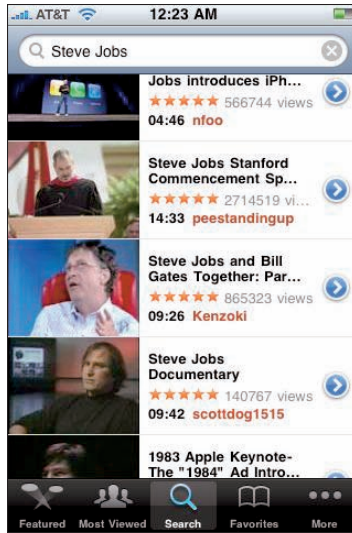 AT&T 12:23 AM
Steve Jobs
Jobs introduces iPh...
566744 views
04:46 nfoo
Steve Jobs Stanford
Commencement Sp...
2714519 vi...
14:33 peestandingup
Steve Jobs and Bill
Gates Together: Par...
865323 views
09:26 Kenzoki
Steve Jobs
Documentary
140767 views
09:42 scottdog1515
1983 Apple Keynote-
The "1984" Ad Intro...
Featured Most Viewed Search Favorites More